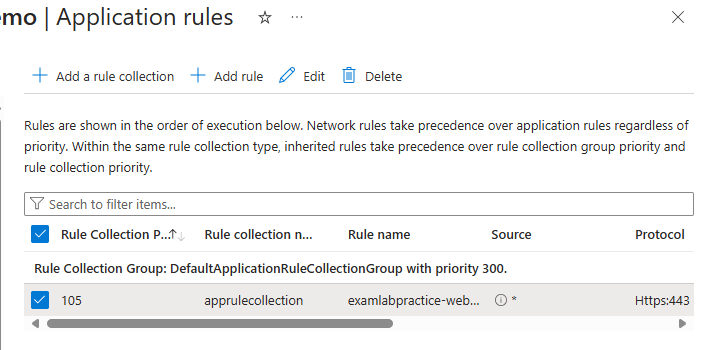 emo | Application rules
Add a rule collection Add rule Edit Delete
Rules are shown in the order of execution below. Network rules take precedence over application rules regardless of
priority. Within the same rule collection type, inherited rules take precedence over rule collection group priority and
rule collection priority.
Search to filter items...
Rule Collection P...↑↓ Rule collection n... Rule name Source Protocol
Rule Collection Group: DefaultApplicationRuleCollectionGroup with priority 300.
105 apprulecollection examlabpractice-web... * Https:443